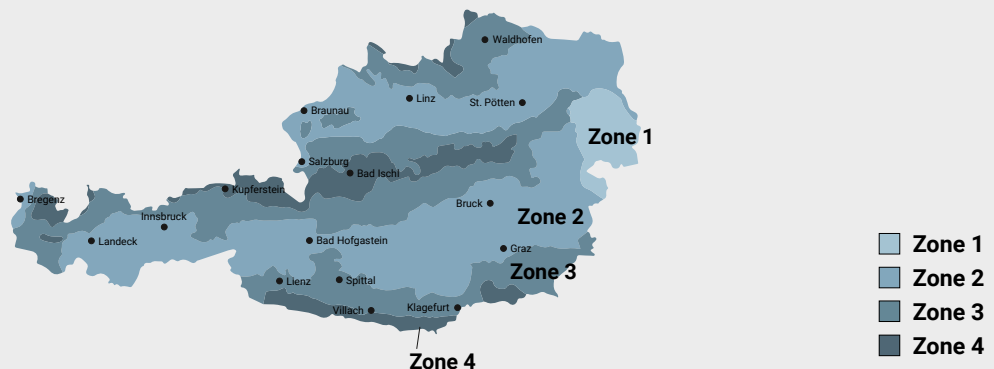 Waldhofen
Linz
St. Pötten
Braunau
Zone 1
Salzburg
Bad Ischl
Kupferstein
Bregenz
Bruck
Innsbruck
Zone 2
Landeck
Bad Hofgastein
Graz
Zone 3
Lienz
Spittal
Villach
Klagefurt
Zone 4
Zone 1
Zone 2
Zone 3
Zone 4